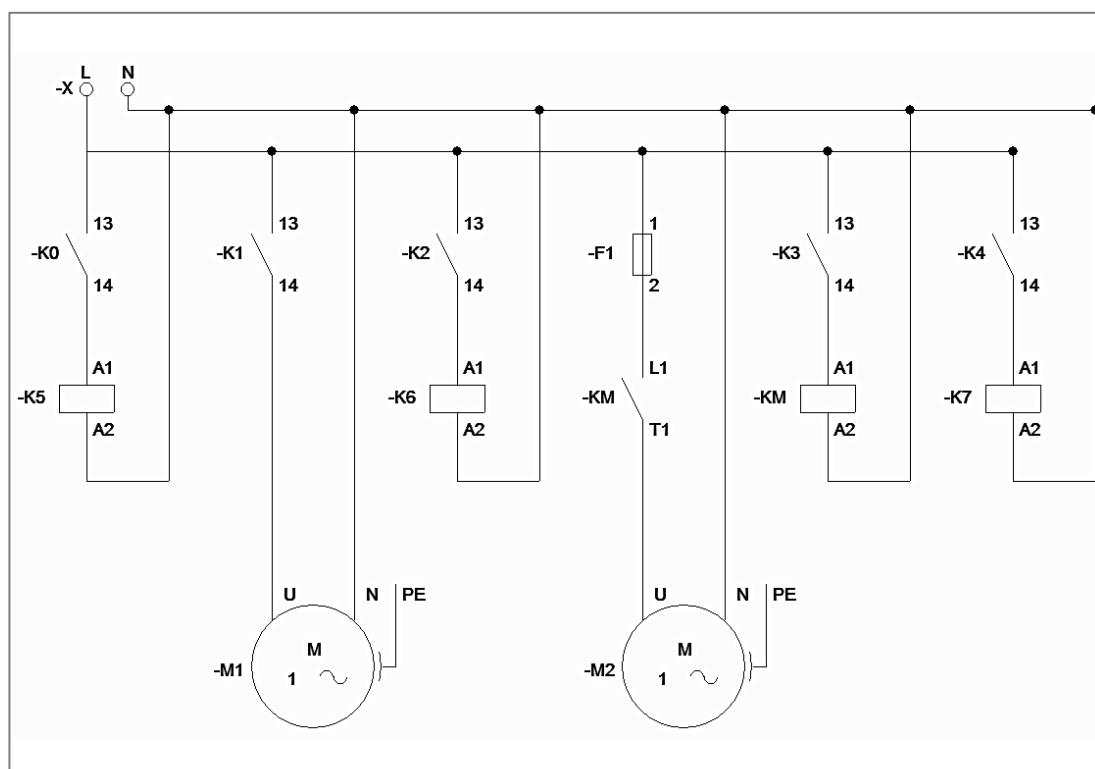 L N
-X
13 13 13 1 13 13
-K0 -K1 -K2 -F1 -K3 -K4
14 14 14 2 14 14
A1 A1 L1 A1 A1
-K5 -K6 -KM -KM -K7
A2 A2 T1 A2 A2
U N PE U N PE
M M
-M1 -M2
1 1